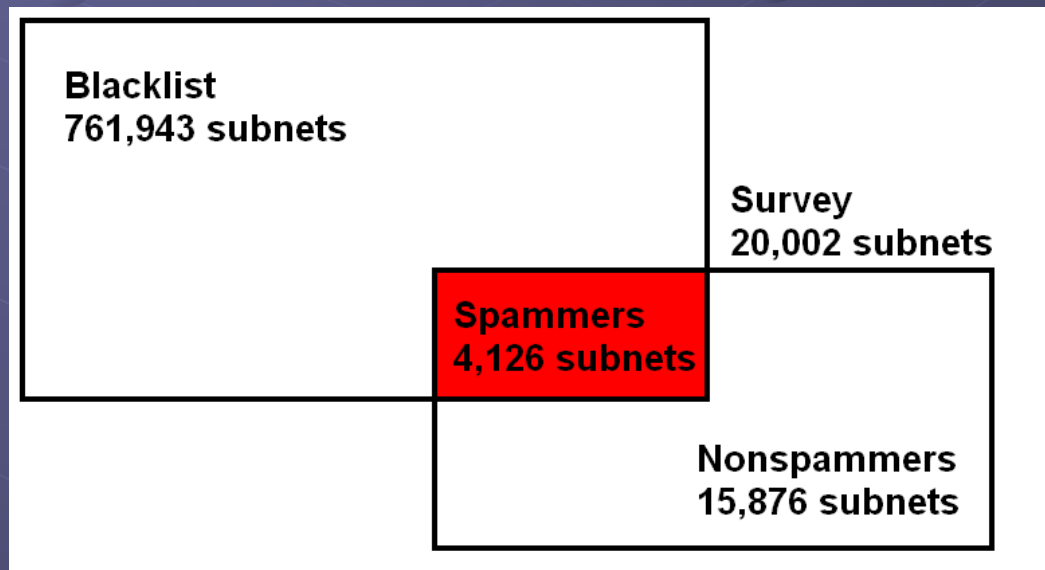 Blacklist
761,943 subnets
Survey
20,002 subnets
Spammers
4,126 subnets
Nonspammers
15,876 subnets